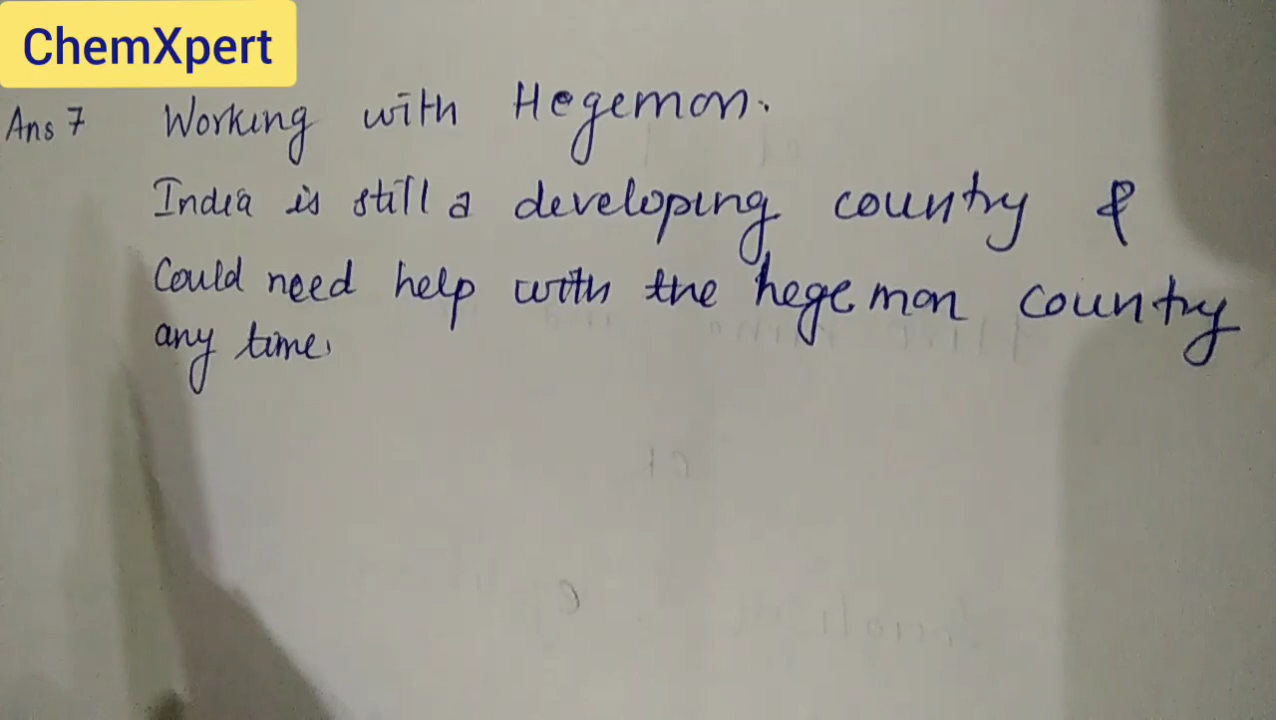 ChemXpert
Ans 7 Working with Hegemon.
India is still a developing country &
Could need help with the hegemon country
any time.